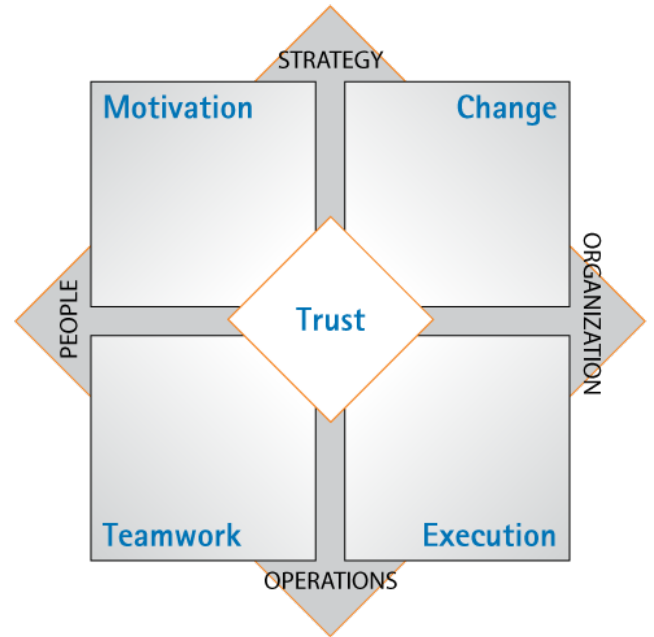 STRATEGY
Motivation
Change
PEOPLE
Trust
ORGANIZATION
Teamwork
Execution
OPERATIONS